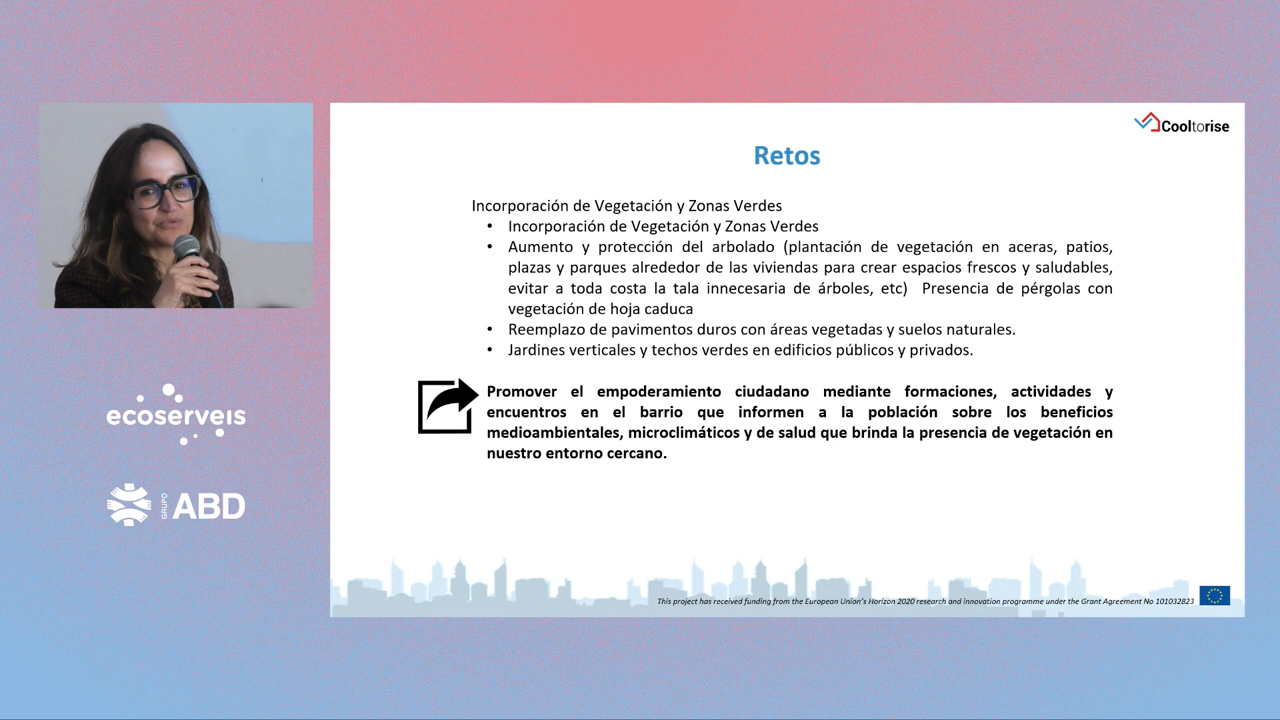 Cooltorise
Retos
Incorporación de Vegetación y Zonas Verdes
• Incorporación de Vegetación y Zonas Verdes
• Aumento y protección del arbolado (plantación de vegetación en aceras, patios,
plazas y parques alrededor de las viviendas para crear espacios frescos y saludables,
evitar a toda costa la tala innecesaria de árboles, etc) Presencia de pérgolas con
vegetación de hoja caduca
• Reemplazo de pavimentos duros con áreas vegetadas y suelos naturales.
• Jardines verticales y techos verdes en edificios públicos y privados.
Promover el empoderamiento ciudadano mediante formaciones, actividades y
encuentros en el barrio que informen a la población sobre los beneficios
medioambientales, microclimáticos y de salud que brinda la presencia de vegetación en
nuestro entorno cercano.
ecoserveis
GRUPO ABD
This project has received funding from the European Union's Horizon 2020 research and innovation programme under the Grant Agreement No 101032823